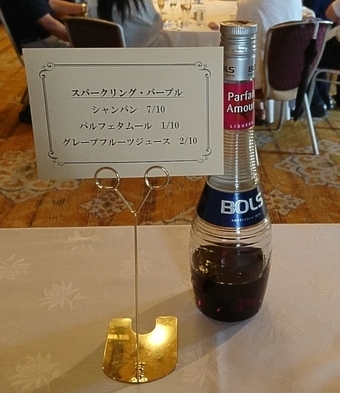 スパークリング・パープル
シャンパン 7/10
パルフェタムール 1/10
グレープフルーツジュース 2/10
BOLS
Parfait
Amour
LIQUEUR
BOLS